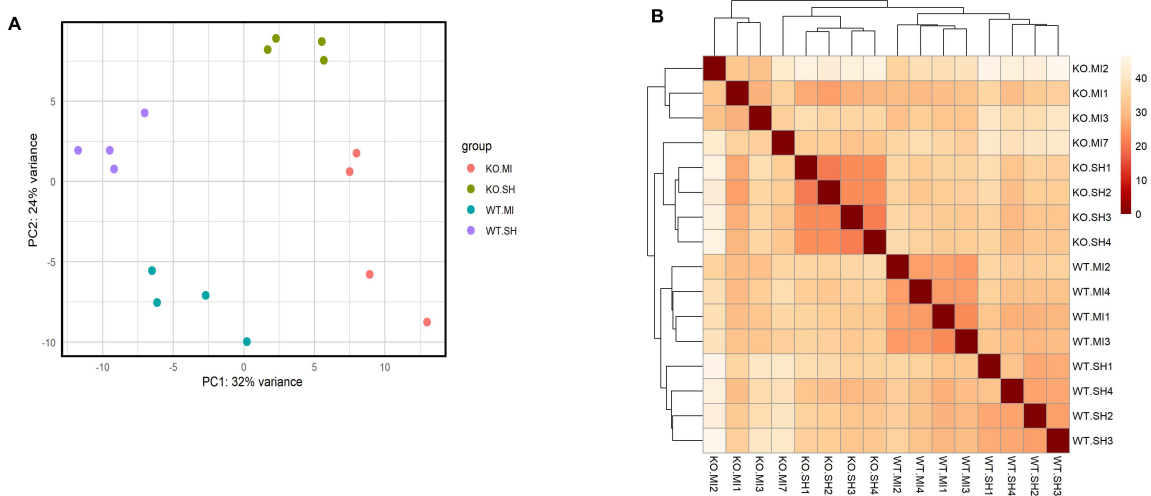 A
5
0
-5
-10
-10
-5
0
5
10
PC1: 32% variance
PC2: 24% variance
group
KO.MI
KO.SH
WT.MI
WT.SH
B
KO.MI2
KO.MI1
KO.MI3
KO.MI7
KO.SH1
KO.SH2
KO.SH3
KO.SH4
WT.MI2
WT.MI4
WT.MI1
WT.MI3
WT.SH1
WT.SH4
WT.SH2
WT.SH3
KO.MI2
KO.MI1
KO.MI3
KO.MI7
KO.SH1
KO.SH2
KO.SH3
KO.SH4
WT.MI2
WT.MI4
WT.MI1
WT.MI3
WT.SH1
WT.SH4
WT.SH2
WT.SH3
40
30
20
10
0